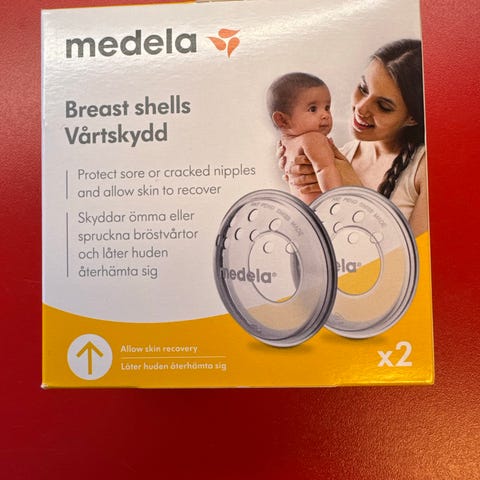 medela
Breast shells
Vårtskydd
Protect sore or cracked nipples
and allow skin to recover
Skyddar ömma eller
spruckna bröstvårtor
och låter huden
återhämta sig
medela
dela
Allow skin recovery
Låter huden återhämta sig
x2